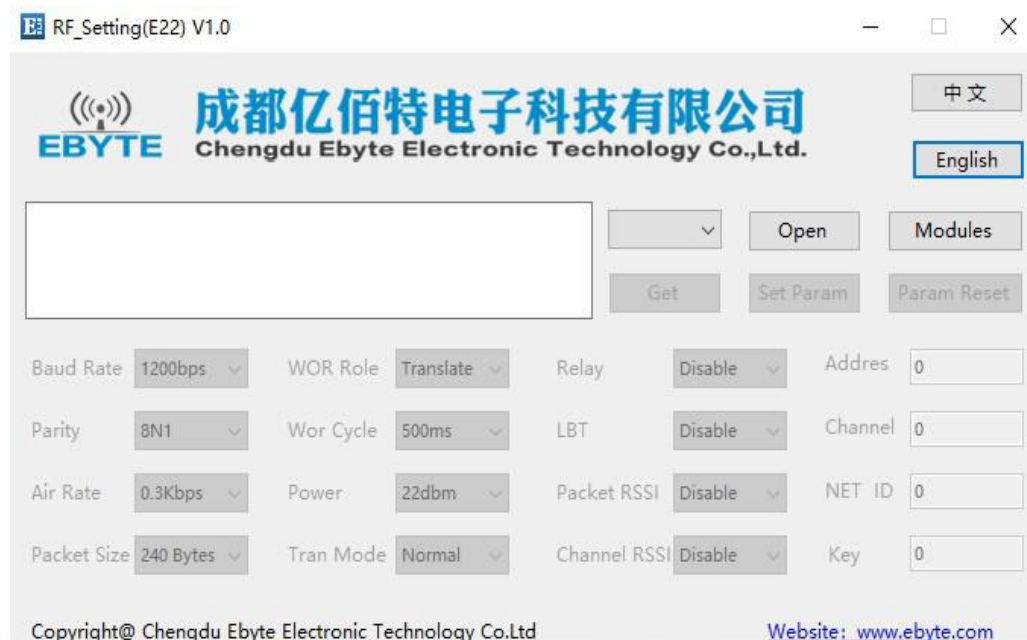 RF_Setting(E22) V1.0
中文
EBYTE
成都亿佰特电子科技有限公司
Chengdu Ebyte Electronic Technology Co.,Ltd.
English
Open
Modules
Get
Set Param
Param Reset
Baud Rate 1200bps WOR Role Translate Relay Disable Addres 0
Parity 8N1 Wor Cycle 500ms LBT Disable Channel 0
Air Rate 0.3Kbps Power 22dbm Packet RSSI Disable NET ID 0
Packet Size 240 Bytes Tran Mode Normal Channel RSSI Disable Key 0
Copyright@ Chengdu Ebyte Electronic Technology Co.Ltd
Website: www.ebyte.com